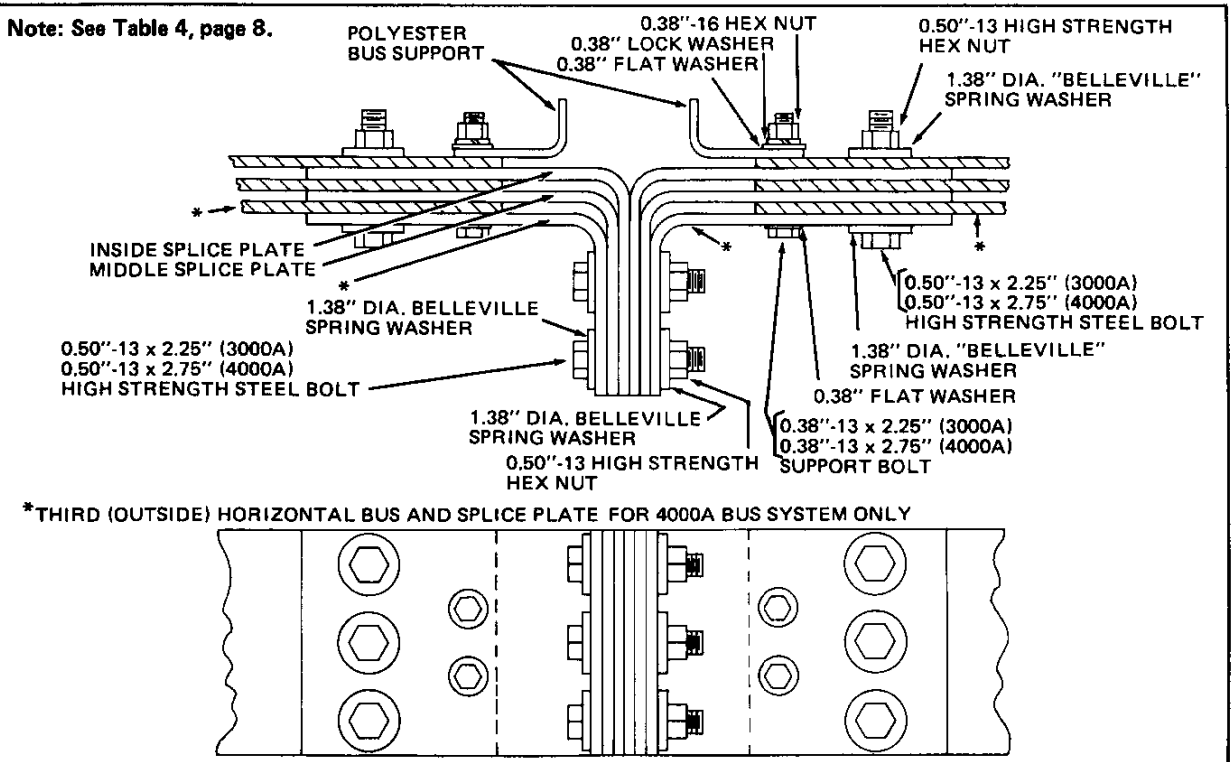 Note: See Table 4, page 8.
POLYESTER
BUS SUPPORT
0.38"-16 HEX NUT
0.38" LOCK WASHER
0.38" FLAT WASHER
0.50"-13 HIGH STRENGTH
HEX NUT
1.38" DIA. "BELLEVILLE"
SPRING WASHER
*
INSIDE SPLICE PLATE
MIDDLE SPLICE PLATE
*
*
*
1.38" DIA. BELLEVILLE
SPRING WASHER
0.50"-13 x 2.25" (3000A)
0.50"-13 x 2.75" (4000A)
HIGH STRENGTH STEEL BOLT
0.50"-13 x 2.25" (3000A)
0.50"-13 x 2.75" (4000A)
HIGH STRENGTH STEEL BOLT
1.38" DIA. "BELLEVILLE"
SPRING WASHER
0.38" FLAT WASHER
1.38" DIA. BELLEVILLE
SPRING WASHER
0.50"-13 HIGH STRENGTH
HEX NUT
0.38"-13 x 2.25" (3000A)
0.38"-13 x 2.75" (4000A)
SUPPORT BOLT
*THIRD (OUTSIDE) HORIZONTAL BUS AND SPLICE PLATE FOR 4000A BUS SYSTEM ONLY